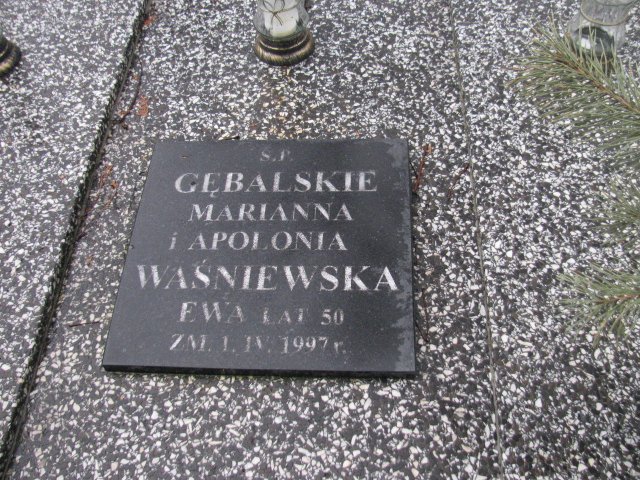 Ś.P.
GĘBALSKIE
MARIANNA
i APOLONIA
WAŚNIEWSKA
EWA LAT 50
ZM. 1. IV. 1997 r.